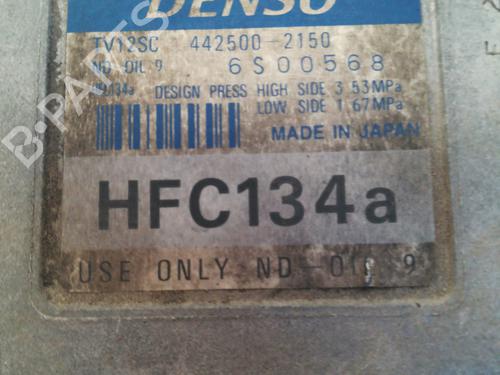 DENSO
TV12SC 442500-2150
ND-OIL 9 6S00568
DESIGN PRESS HIGH SIDE 3 53MPa
LOW SIDE 1.67MPa
MADE IN JAPAN
HFC134a
USE ONLY ND-OIL 9
B-PARTS